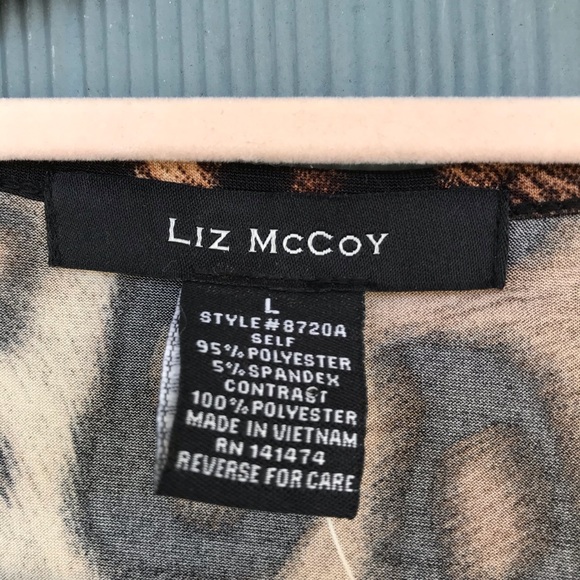 LIZ MCCOY
L
STYLE#8720A
SELF
95%POLYESTER
5%SPANDEX
CONTRAST
100%POLYESTER
MADE IN VIETNAM
RN 141474
REVERSE FOR CARE